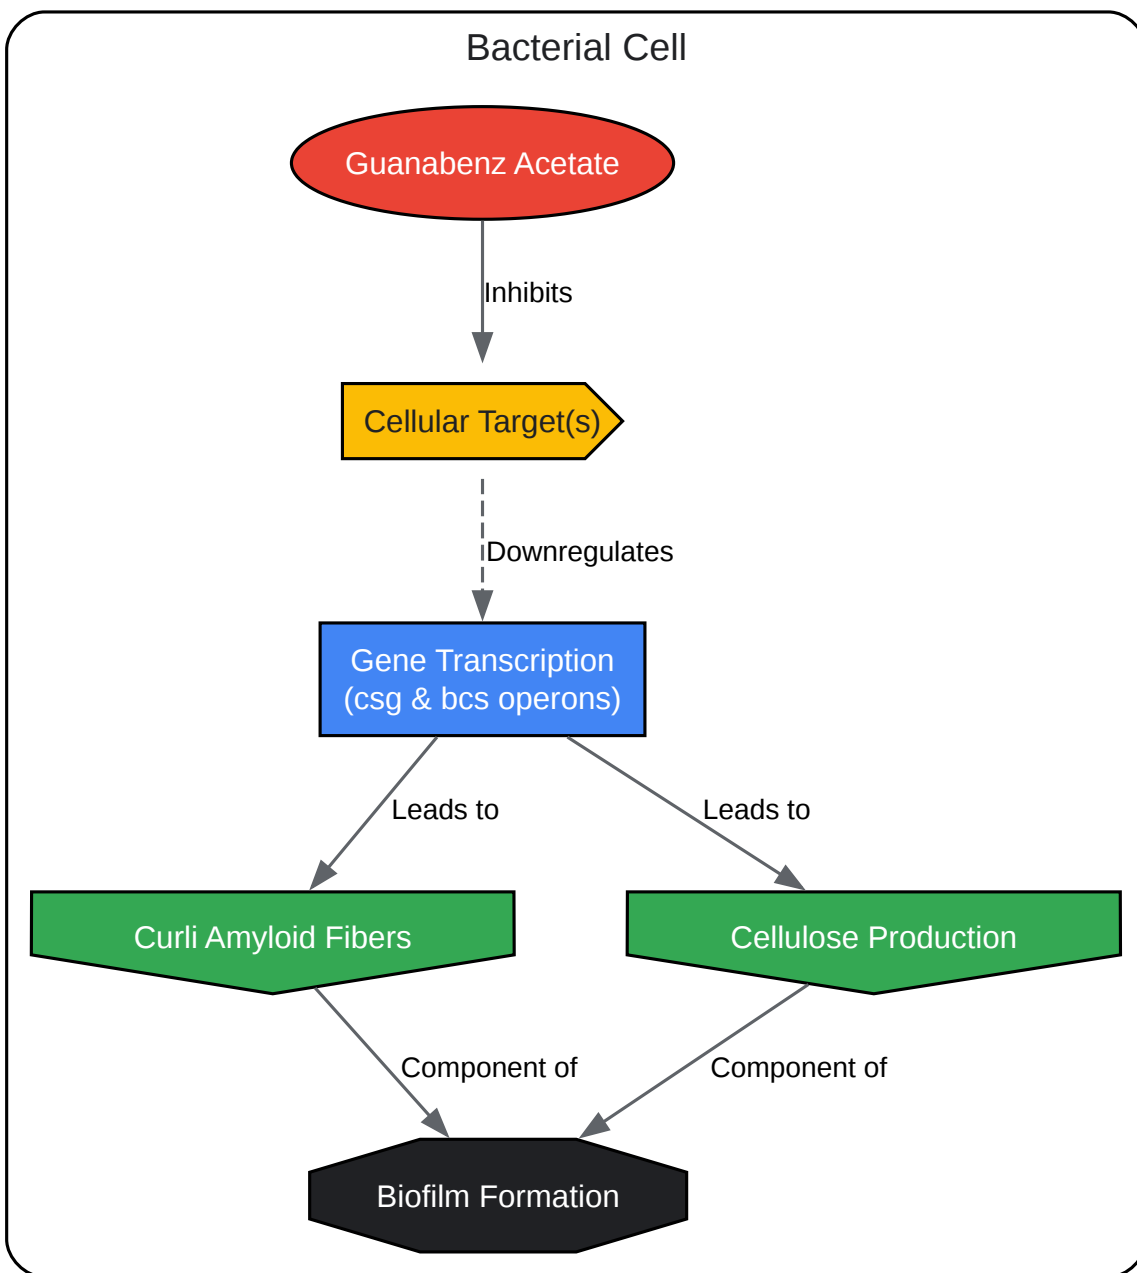 Bacterial Cell
Guanabenz Acetate
Inhibits
Cellular Target(s)
Downregulates
Gene Transcription
(csg & bcs operons)
Leads to
Leads to
Curli Amyloid Fibers
Cellulose Production
Component of
Component of
Biofilm Formation